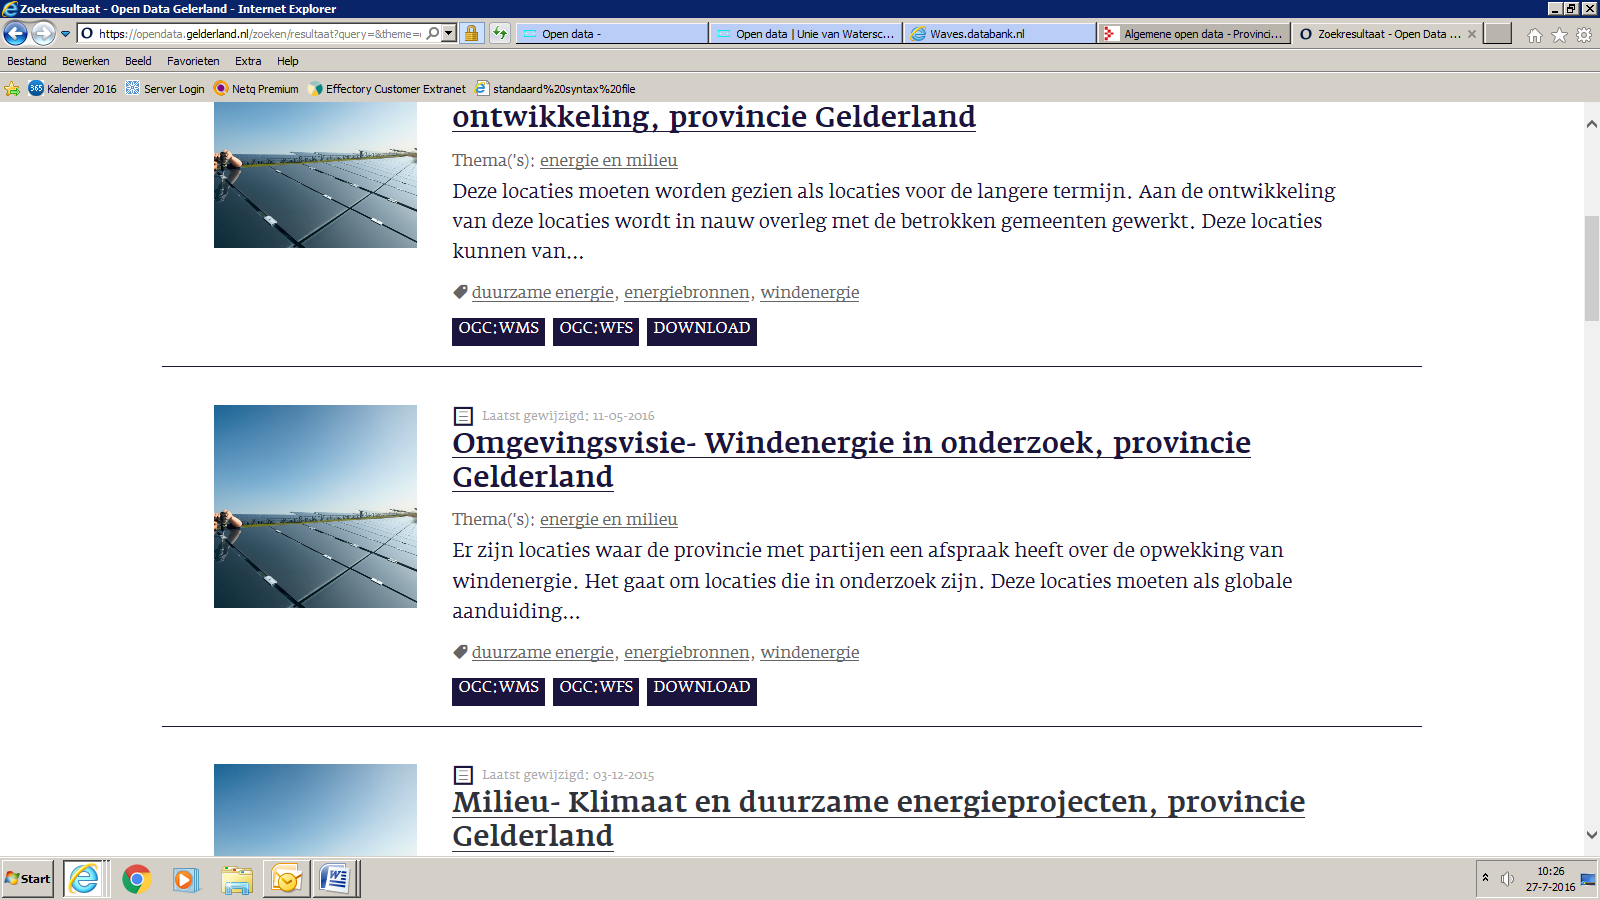 Zoekresultaat - Open Data Gelerland - Internet Explorer
https://opendata.gelderland.nl/zoeken/resultaat?query=&theme=
Open data -
Open data | Unie van Watersc...
Waves.databank.nl
Algemene open data - Provinci...
Zoekresultaat - Open Data ...
Bestand Bewerken Beeld Favorieten Extra Help
365 Kalender 2016 Server Login Netq Premium Effectory Customer Extranet standaard%20syntax%20file
ontwikkeling, provincie Gelderland
Thema('s): energie en milieu
Deze locaties moeten worden gezien als locaties voor de langere termijn. Aan de ontwikkeling
van deze locaties wordt in nauw overleg met de betrokken gemeenten gewerkt. Deze locaties
kunnen van...
duurzame energie, energiebronnen, windenergie
OGC:WMS OGC:WFS DOWNLOAD
Laatst gewijzigd: 11-05-2016
Omgevingsvisie- Windenergie in onderzoek, provincie
Gelderland
Thema('s): energie en milieu
Er zijn locaties waar de provincie met partijen een afspraak heeft over de opwekking van
windenergie. Het gaat om locaties die in onderzoek zijn. Deze locaties moeten als globale
aanduiding...
duurzame energie, energiebronnen, windenergie
OGC:WMS OGC:WFS DOWNLOAD
Laatst gewijzigd: 03-12-2015
Milieu- Klimaat en duurzame energieprojecten, provincie
Gelderland
Start
10:26
27-7-2016